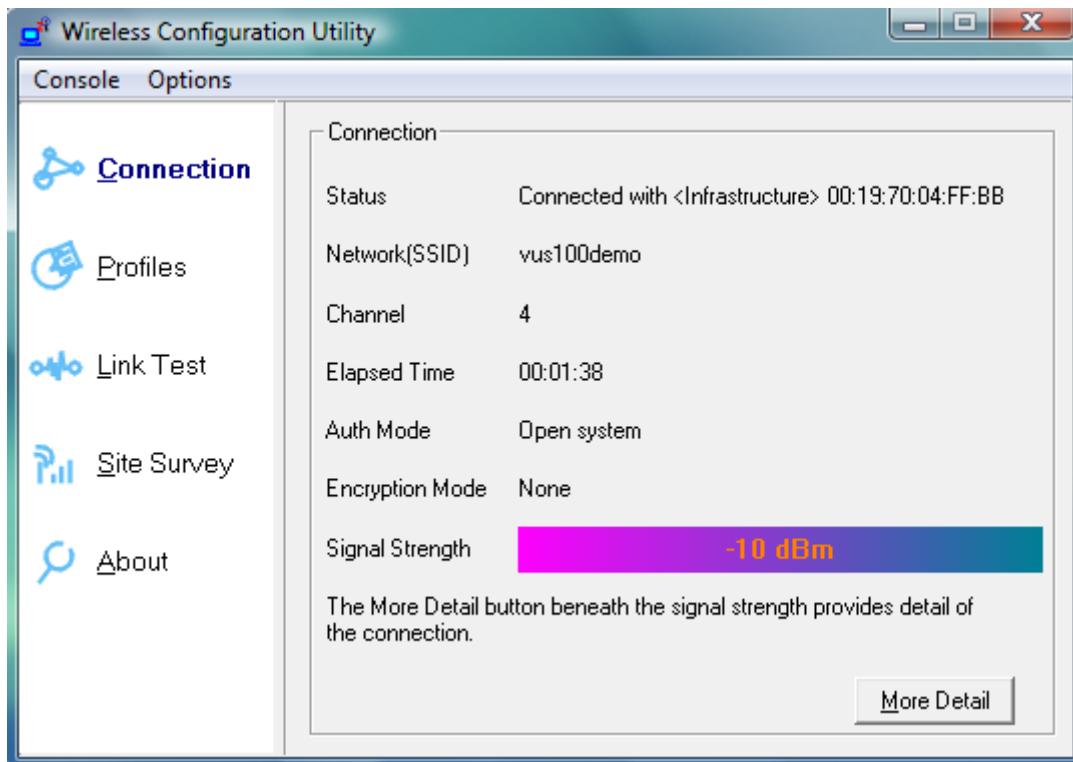 Wireless Configuration Utility
Console Options
Connection
Profiles
Link Test
Site Survey
About
Connection
Status Connected with <Infrastructure> 00:19:70:04:FF:BB
Network(SSID) vus100demo
Channel 4
Elapsed Time 00:01:38
Auth Mode Open system
Encryption Mode None
Signal Strength -10 dBm
The More Detail button beneath the signal strength provides detail of
the connection.
More Detail